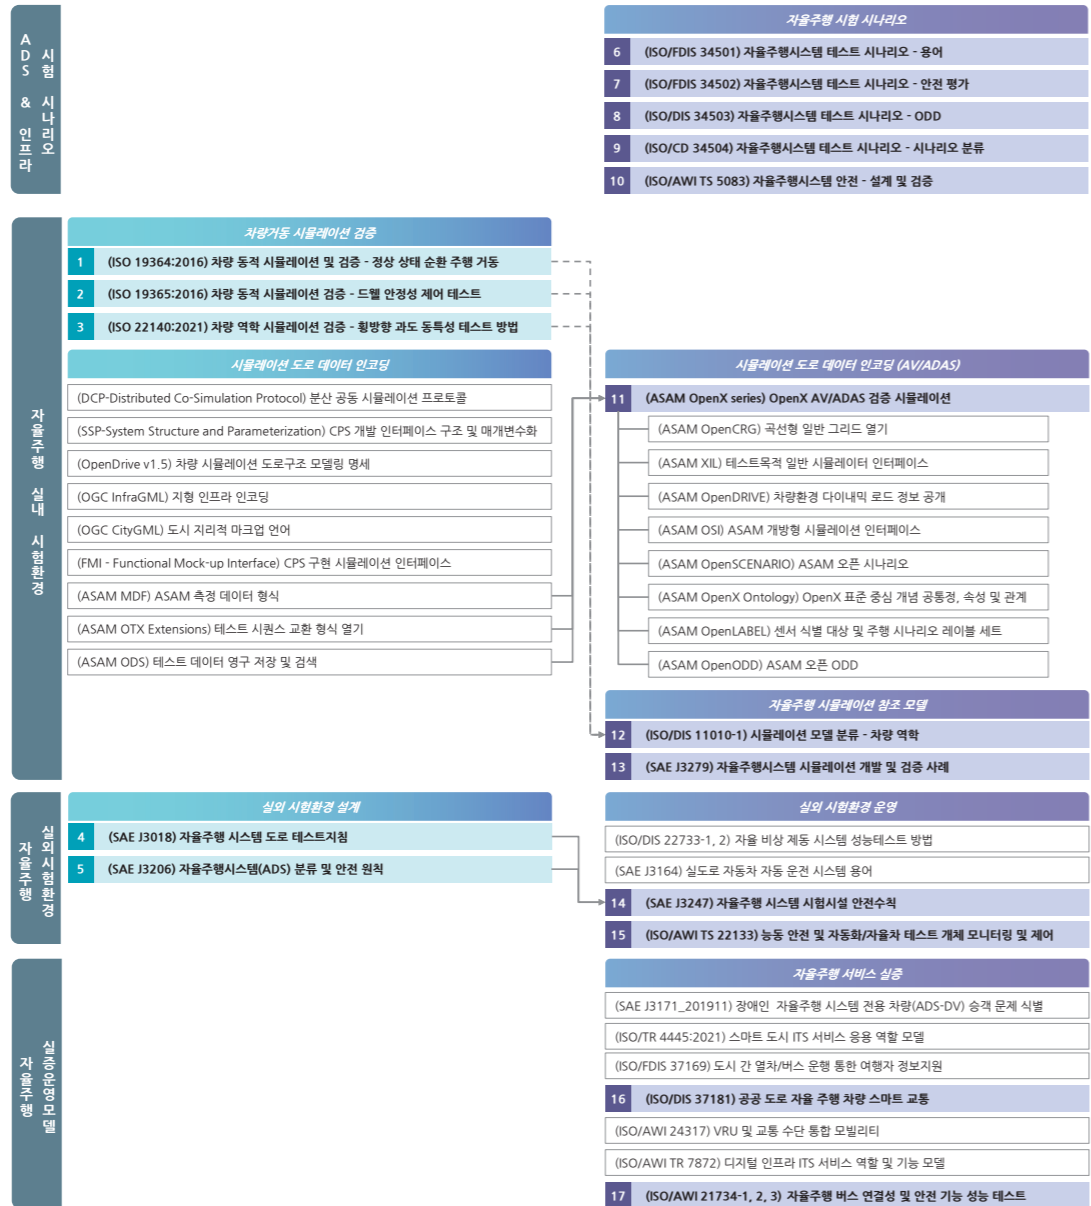 ADS & 인프라
시험 시나리오
자율주행 시험 시나리오
6 (ISO/FDIS 34501) 자율주행시스템 테스트 시나리오 - 용어
7 (ISO/FDIS 34502) 자율주행시스템 테스트 시나리오 - 안전 평가
8 (ISO/DIS 34503) 자율주행시스템 테스트 시나리오 - ODD
9 (ISO/CD 34504) 자율주행시스템 테스트 시나리오 - 시나리오 분류
10 (ISO/AWI TS 5083) 자율주행시스템 안전 - 설계 및 검증
자율주행 실내 시험환경
차량거동 시뮬레이션 검증
1 (ISO 19364:2016) 차량 동적 시뮬레이션 및 검증 - 정상 상태 순환 주행 거동
2 (ISO 19365:2016) 차량 동적 시뮬레이션 검증 - 드웰 안정성 제어 테스트
3 (ISO 22140:2021) 차량 역학 시뮬레이션 검증 - 횡방향 과도 동특성 테스트 방법
시뮬레이션 도로 데이터 인코딩
(DCP-Distributed Co-Simulation Protocol) 분산 공동 시뮬레이션 프로토콜
(SSP-System Structure and Parameterization) CPS 개발 인터페이스 구조 및 매개변수화
(OpenDrive v1.5) 차량 시뮬레이션 도로구조 모델링 명세
(OGC InfraGML) 지형 인프라 인코딩
(OGC CityGML) 도시 지리적 마크업 언어
(FMI - Functional Mock-up Interface) CPS 구현 시뮬레이션 인터페이스
(ASAM MDF) ASAM 측정 데이터 형식
(ASAM OTX Extensions) 테스트 시퀀스 교환 형식 열기
(ASAM ODS) 테스트 데이터 영구 저장 및 검색
시뮬레이션 도로 데이터 인코딩 (AV/ADAS)
11 (ASAM OpenX series) OpenX AV/ADAS 검증 시뮬레이션
(ASAM OpenCRG) 곡선형 일반 그리드 열기
(ASAM XIL) 테스트목적 일반 시뮬레이터 인터페이스
(ASAM OpenDRIVE) 차량환경 다이내믹 로드 정보 공개
(ASAM OSI) ASAM 개방형 시뮬레이션 인터페이스
(ASAM OpenSCENARIO) ASAM 오픈 시나리오
(ASAM OpenX Ontology) OpenX 표준 중심 개념 공통정, 속성 및 관계
(ASAM OpenLABEL) 센서 식별 대상 및 주행 시나리오 레이블 세트
(ASAM OpenODD) ASAM 오픈 ODD
자율주행 시뮬레이션 참조 모델
12 (ISO/DIS 11010-1) 시뮬레이션 모델 분류 - 차량 역학
13 (SAE J3279) 자율주행시스템 시뮬레이션 개발 및 검증 사례
자율주행
실외시험환경
실외 시험환경 설계
4 (SAE J3018) 자율주행 시스템 도로 테스트지침
5 (SAE J3206) 자율주행시스템(ADS) 분류 및 안전 원칙
실외 시험환경 운영
(ISO/DIS 22733-1, 2) 자율 비상 제동 시스템 성능테스트 방법
(SAE J3164) 실도로 자동차 자동 운전 시스템 용어
14 (SAE J3247) 자율주행 시스템 시험시설 안전수칙
15 (ISO/AWI TS 22133) 능동 안전 및 자동화/자율차 테스트 개체 모니터링 및 제어
자율주행
실증운영모델
자율주행 서비스 실증
(SAE J3171_201911) 장애인 자율주행 시스템 전용 차량(ADS-DV) 승객 문제 식별
(ISO/TR 4445:2021) 스마트 도시 ITS 서비스 응용 역할 모델
(ISO/FDIS 37169) 도시 간 열차/버스 운행 통한 여행자 정보지원
16 (ISO/DIS 37181) 공공 도로 자율 주행 차량 스마트 교통
(ISO/AWI 24317) VRU 및 교통 수단 통합 모빌리티
(ISO/AWI TR 7872) 디지털 인프라 ITS 서비스 역할 및 기능 모델
17 (ISO/AWI 21734-1, 2, 3) 자율주행 버스 연결성 및 안전 기능 성능 테스트